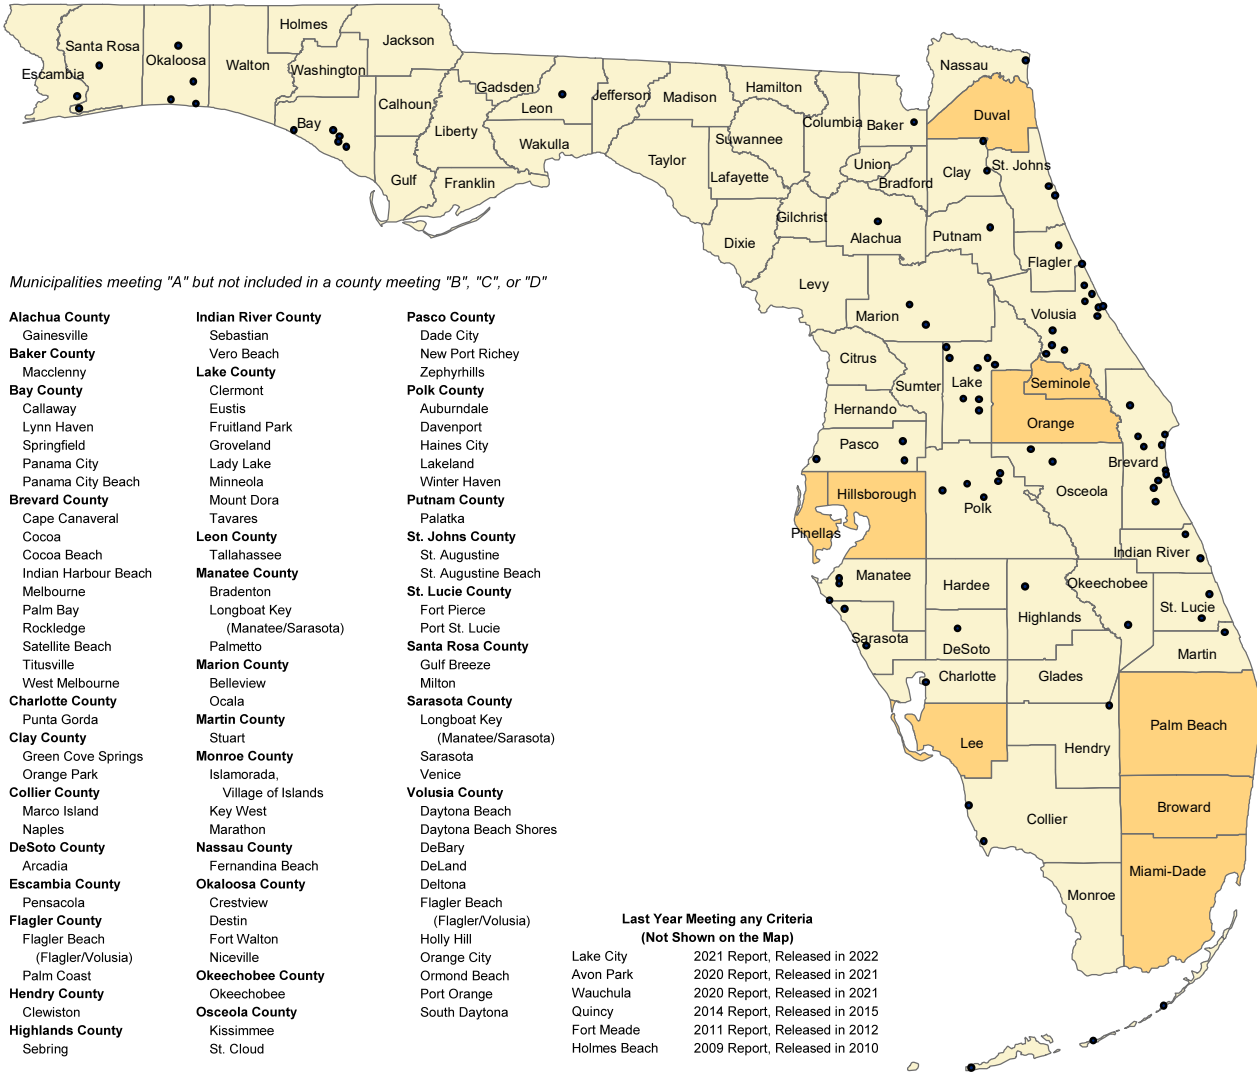 Holmes
Jackson
Santa Rosa
Okaloosa
Walton
Washington
Escambia
Gadsden
Jefferson
Madison
Hamilton
Nassau
Calhoun
Leon
Bay
Liberty
Columbia
Baker
Duval
Wakulla
Suwannee
Taylor
Lafayette
Union
Bradford
Clay
St. Johns
Gulf
Franklin
Gilchrist
Dixie
Alachua
Putnam
Flagler
Levy
Marion
Volusia
Citrus
Sumter
Lake
Seminole
Hernando
Orange
Pasco
Brevard
Hillsborough
Osceola
Polk
Pinellas
Indian River
Manatee
Hardee
Okeechobee
Highlands
St. Lucie
Sarasota
DeSoto
Martin
Charlotte
Glades
Palm Beach
Lee
Hendry
Broward
Collier
Miami-Dade
Monroe
Municipalities meeting "A" but not included in a county meeting "B", "C", or "D"
Alachua County
Gainesville
Baker County
Macclenny
Bay County
Callaway
Lynn Haven
Springfield
Panama City
Panama City Beach
Brevard County
Cape Canaveral
Cocoa
Cocoa Beach
Indian Harbour Beach
Melbourne
Palm Bay
Rockledge
Satellite Beach
Titusville
West Melbourne
Charlotte County
Punta Gorda
Clay County
Green Cove Springs
Orange Park
Collier County
Marco Island
Naples
DeSoto County
Arcadia
Escambia County
Pensacola
Flagler County
Flagler Beach
(Flagler/Volusia)
Palm Coast
Hendry County
Clewiston
Highlands County
Sebring
Indian River County
Sebastian
Vero Beach
Lake County
Clermont
Eustis
Fruitland Park
Groveland
Lady Lake
Minneola
Mount Dora
Tavares
Leon County
Tallahassee
Manatee County
Bradenton
Longboat Key
(Manatee/Sarasota)
Palmetto
Marion County
Belleview
Ocala
Martin County
Stuart
Monroe County
Islamorada,
Village of Islands
Key West
Marathon
Nassau County
Fernandina Beach
Okaloosa County
Crestview
Destin
Fort Walton
Niceville
Okeechobee County
Okeechobee
Osceola County
Kissimmee
St. Cloud
Pasco County
Dade City
New Port Richey
Zephyrhills
Polk County
Auburndale
Davenport
Haines City
Lakeland
Winter Haven
Putnam County
Palatka
St. Johns County
St. Augustine
St. Augustine Beach
St. Lucie County
Fort Pierce
Port St. Lucie
Santa Rosa County
Gulf Breeze
Milton
Sarasota County
Longboat Key
(Manatee/Sarasota)
Sarasota
Venice
Volusia County
Daytona Beach
Daytona Beach Shores
DeBary
DeLand
Deltona
Flagler Beach
(Flagler/Volusia)
Holly Hill
Orange City
Ormond Beach
Port Orange
South Daytona
Last Year Meeting any Criteria
(Not Shown on the Map)
Lake City 2021 Report, Released in 2022
Avon Park 2020 Report, Released in 2021
Wauchula 2020 Report, Released in 2021
Quincy 2014 Report, Released in 2015
Fort Meade 2011 Report, Released in 2012
Holmes Beach 2009 Report, Released in 2010